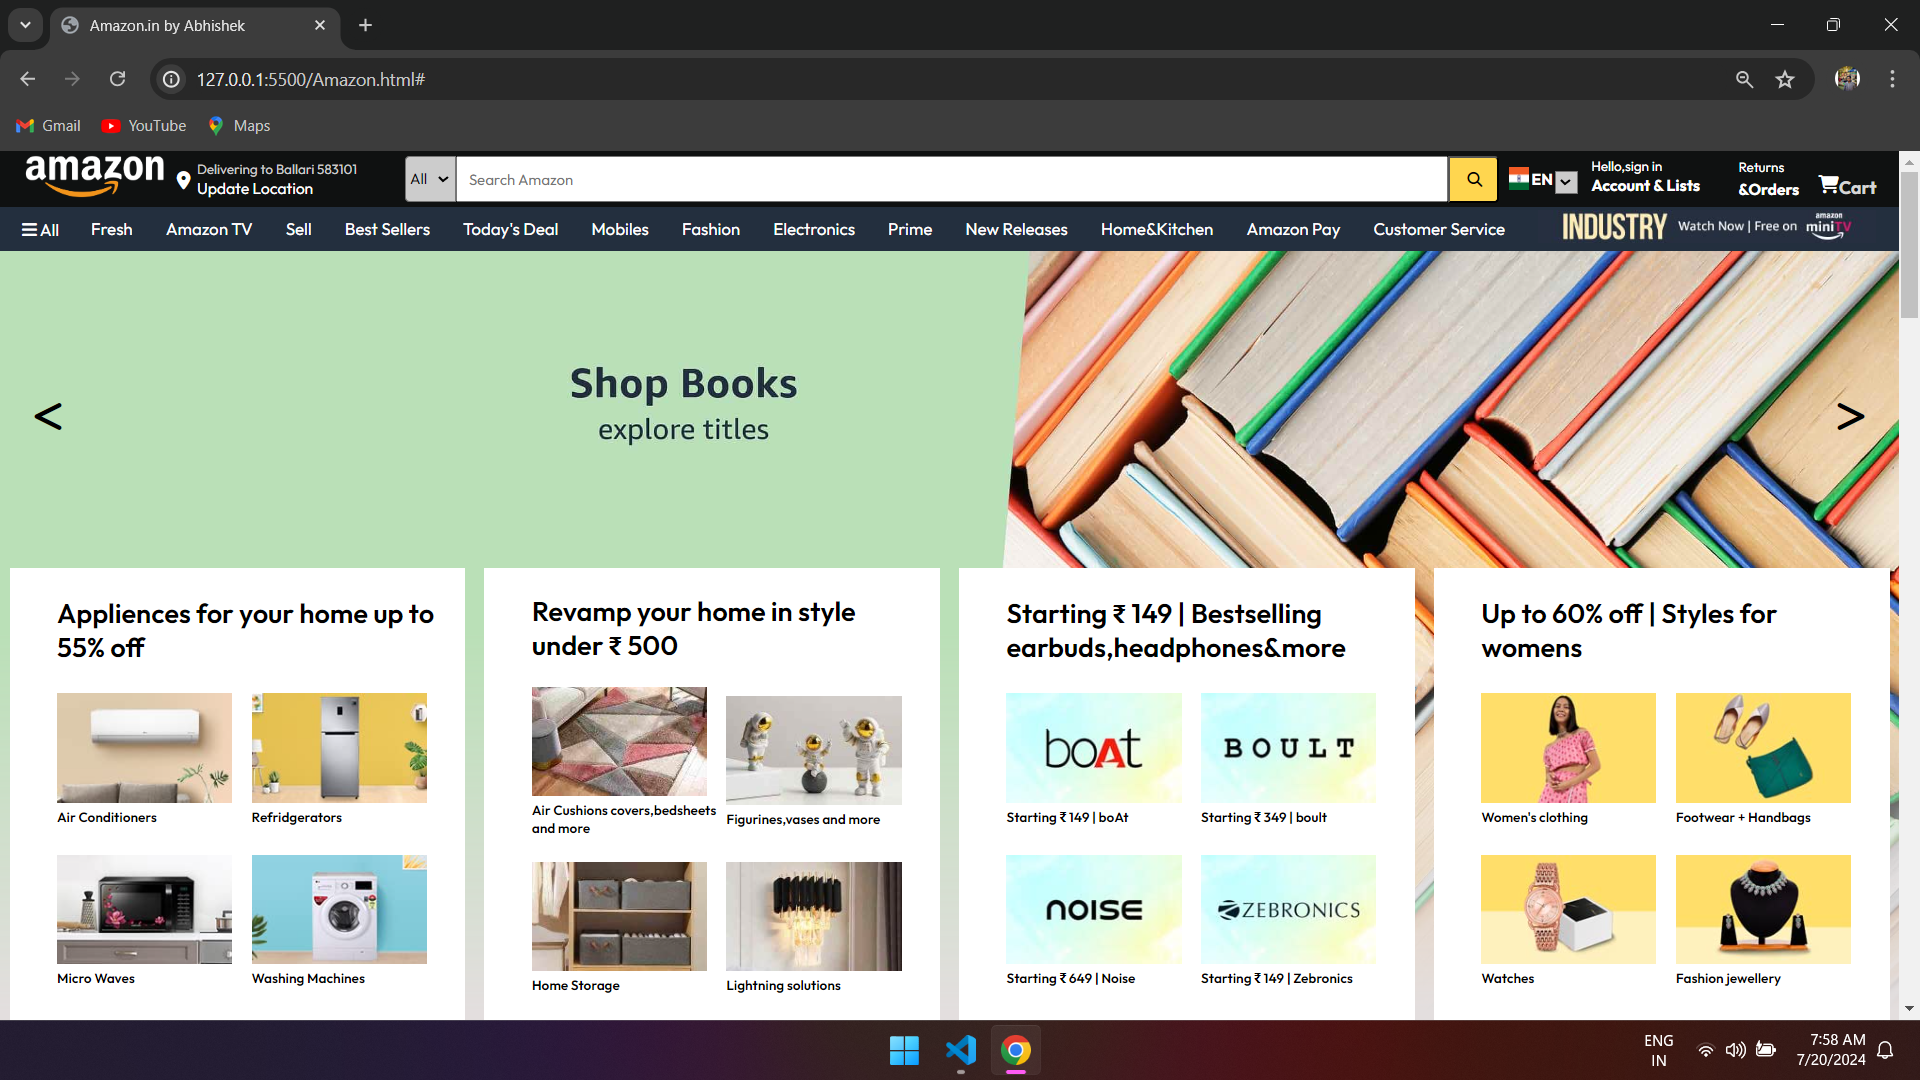 Amazon.in by Abhishek
127.0.0.1:5500/Amazon.html#
Gmail YouTube Maps
amazon
Delivering to Ballari 583101
Update Location
All
Search Amazon
EN
Hello,sign in
Account & Lists
Returns
&Orders
Cart
All Fresh Amazon TV Sell Best Sellers Today's Deal Mobiles Fashion Electronics Prime New Releases Home&Kitchen Amazon Pay Customer Service
INDUSTRY Watch Now | Free on amazon miniTV
Shop Books
explore titles
<
>
Appliences for your home up to
55% off
Air Conditioners
Refridgerators
Micro Waves
Washing Machines
Revamp your home in style
under ₹ 500
Air Cushions covers,bedsheets
and more
Figurines,vases and more
Home Storage
Lightning solutions
Starting ₹ 149 | Bestselling
earbuds,headphones&more
boAt
BOULT
Starting ₹ 149 | boAt
Starting ₹ 349 | boult
noise
ZEBRONICS
Starting ₹ 649 | Noise
Starting ₹ 149 | Zebronics
Up to 60% off | Styles for
womens
Women's clothing
Footwear + Handbags
Watches
Fashion jewellery
ENG
IN
7:58 AM
7/20/2024